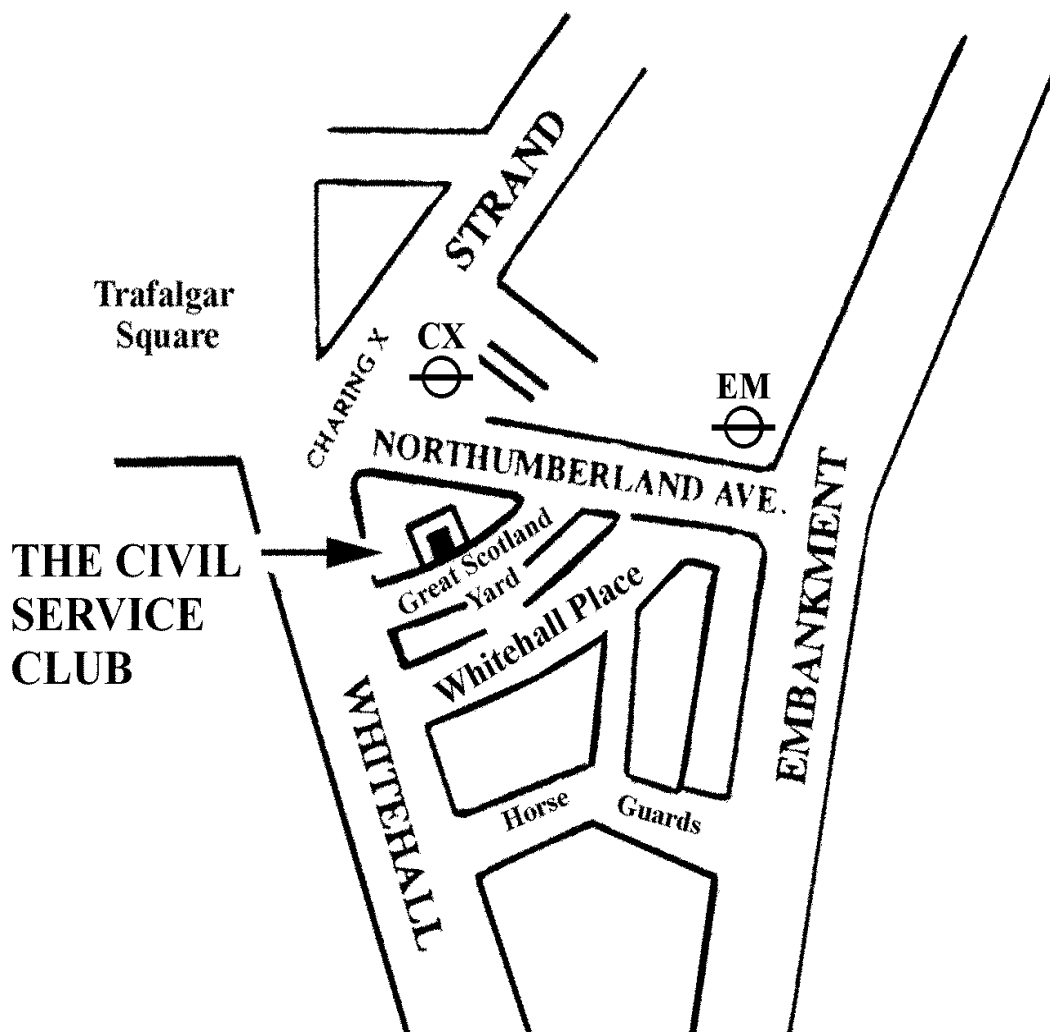 STRAND
Trafalgar
Square
CX
CHARING X
EM
NORTHUMBERLAND AVE.
THE CIVIL
SERVICE
CLUB
Great Scotland
Yard
Whitehall Place
EMBANKMENT
WHITEHALL
Horse Guards